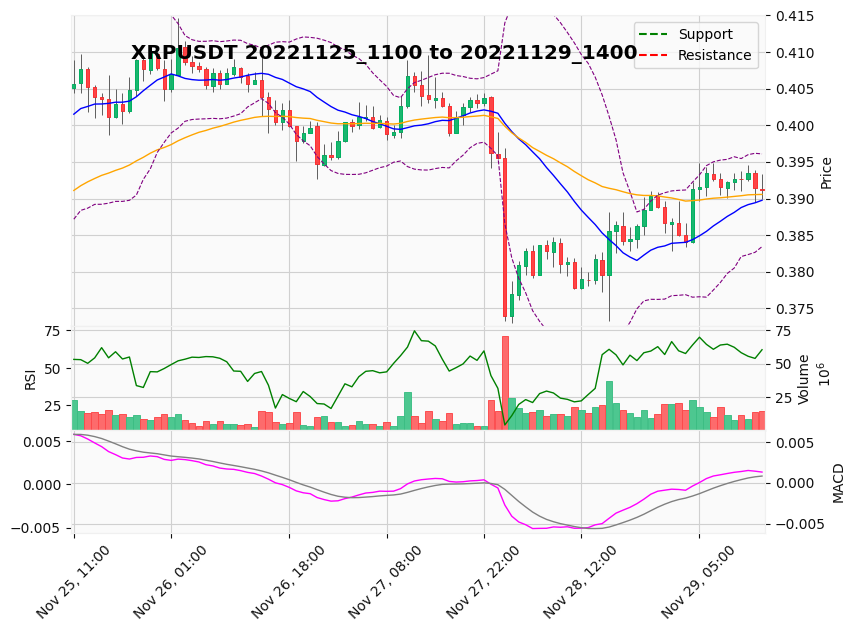 XRPUSDT 20221125_1100 to 20221129_1400
Support
Resistance
0.415
0.410
0.405
0.400
0.395
0.390
0.385
0.380
0.375
Price
75
50
25
RSI
75
50
25
Volume
10^6
0.005
0.000
−0.005
0.005
0.000
−0.005
MACD
Nov 25, 11:00
Nov 26, 01:00
Nov 26, 18:00
Nov 27, 08:00
Nov 27, 22:00
Nov 28, 12:00
Nov 29, 05:00